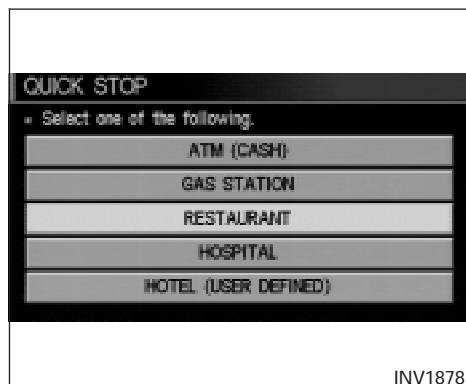 QUICK STOP
Select one of the following.
ATM (CASH)
GAS STATION
RESTAURANT
HOSPITAL
HOTEL (USER DEFINED)
INV1878